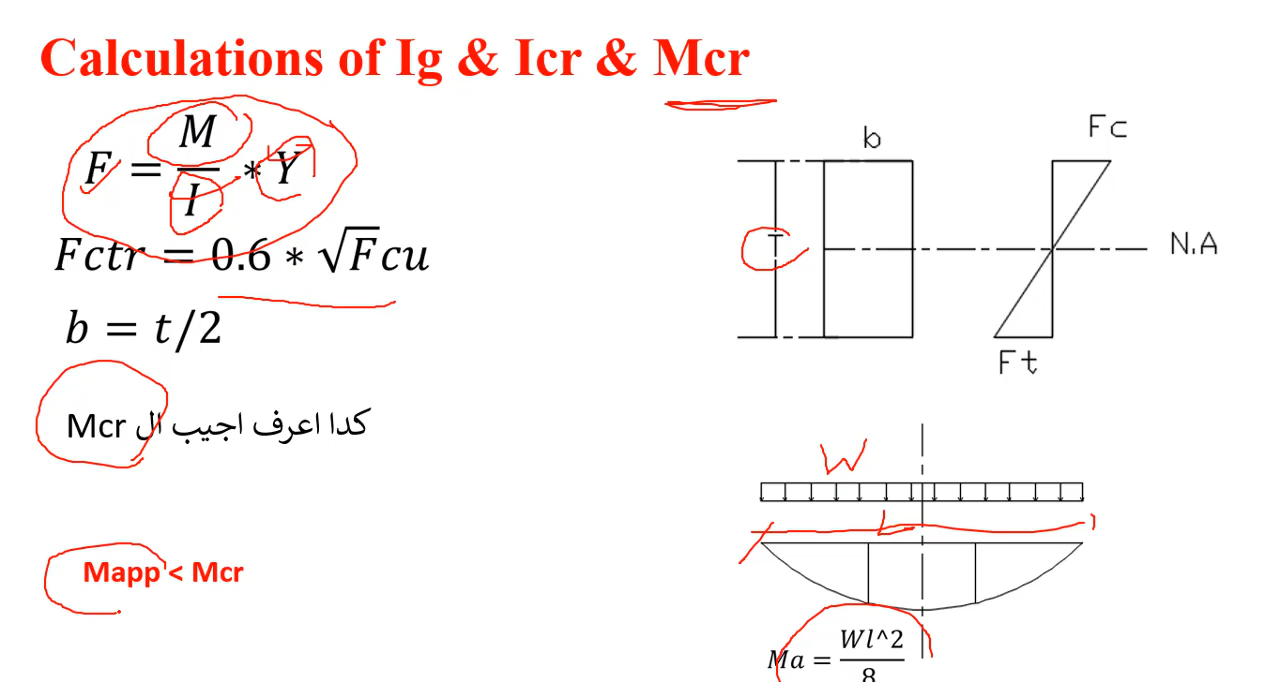 Calculations of Ig & Icr & Mcr
F = M/I * Y
Fctr = 0.6 * √Fcu
b = t/2
كدا اعرف اجيب ال Mcr
Mapp < Mcr
b
T
Fc
N.A
Ft
W
L
Ma = Wl^2/8